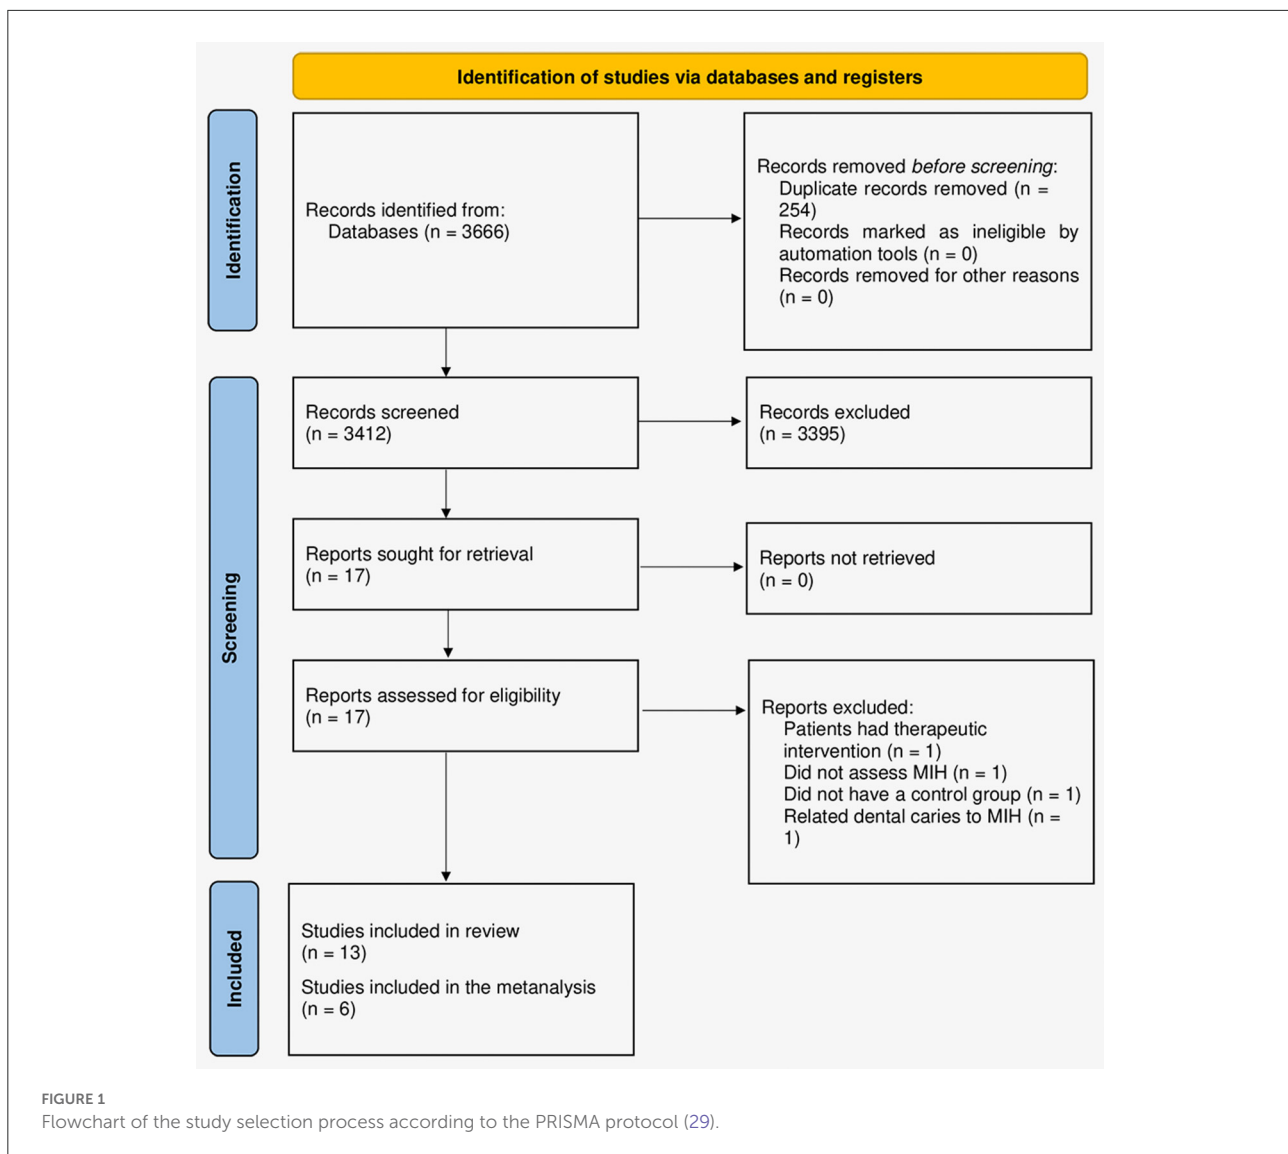 Identification of studies via databases and registers
Identification
Records identified from:
Databases (n = 3666)
Records removed before screening:
Duplicate records removed (n =
254)
Records marked as ineligible by
automation tools (n = 0)
Records removed for other reasons
(n = 0)
Screening
Records screened
(n = 3412)
Records excluded
(n = 3395)
Reports sought for retrieval
(n = 17)
Reports not retrieved
(n = 0)
Reports assessed for eligibility
(n = 17)
Reports excluded:
Patients had therapeutic
intervention (n = 1)
Did not assess MIH (n = 1)
Did not have a control group (n = 1)
Related dental caries to MIH (n =
1)
Included
Studies included in review
(n = 13)
Studies included in the metanalysis
(n = 6)
FIGURE 1
Flowchart of the study selection process according to the PRISMA protocol (29).